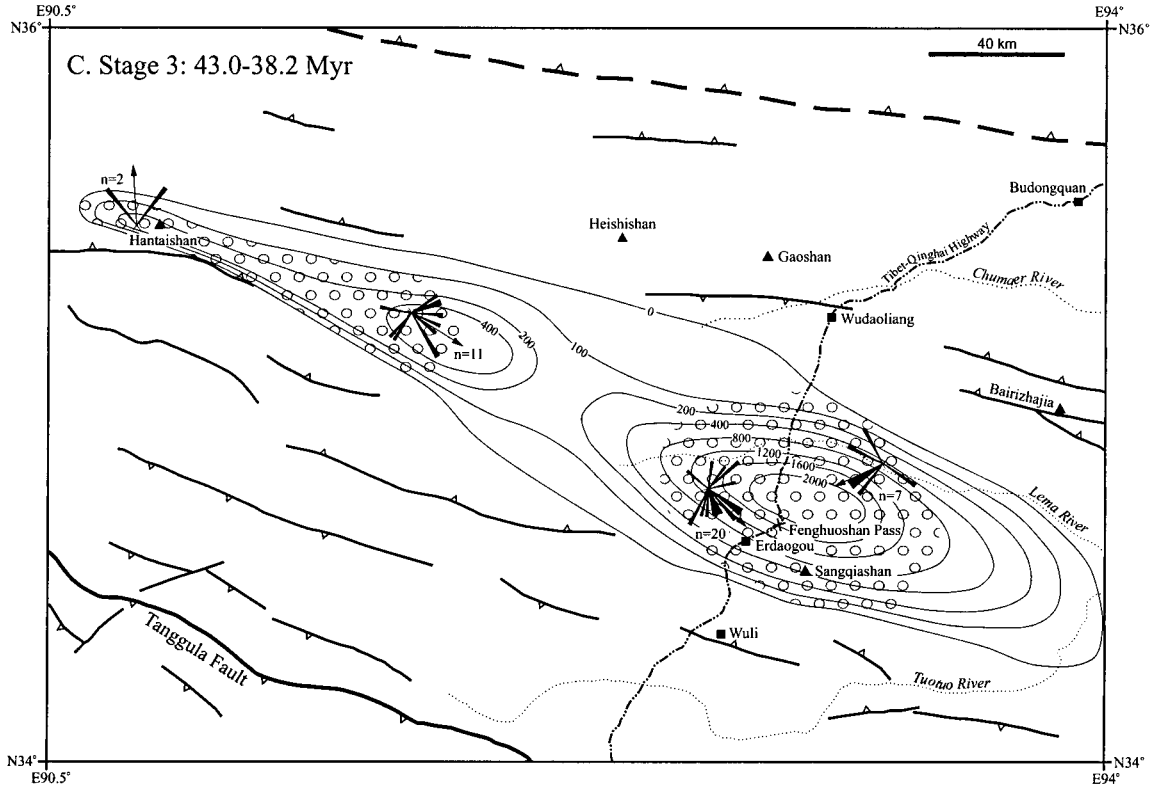 E90.5°
E94°
N36°
N36°
40 km
C. Stage 3: 43.0-38.2 Myr
n=2
Budongquan
Heishishan
Hantaishan
Gaoshan
Tibet-Qinghai Highway
Chumaer River
0
Wudaoliang
400
200
100
n=11
Bairizhajia
200
400
800
1200
1600
2000
n=7
Lema River
n=20
Fenghuoshan Pass
Erdaogou
Sangqiashan
Tanggula Fault
Wuli
Tuotuo River
N34°
N34°
E90.5°
E94°